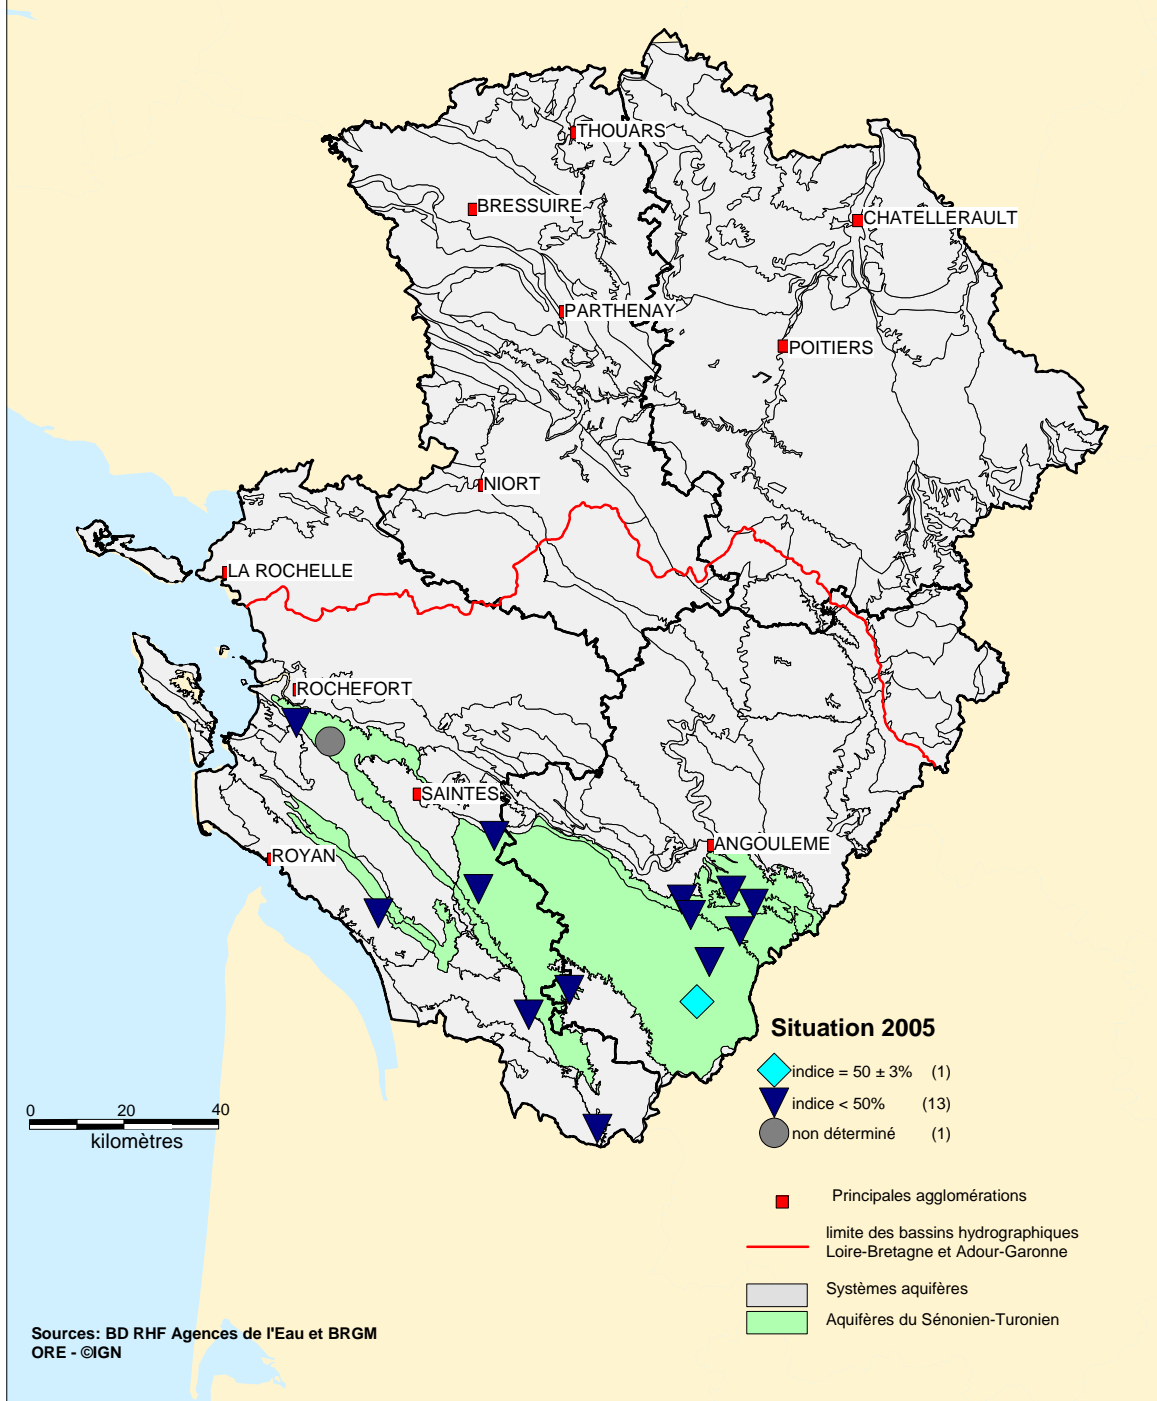 THOUARS
BRESSUIRE
CHATELLERAULT
PARTHENAY
POITIERS
NIORT
LA ROCHELLE
ROCHEFORT
SAINTES
ANGOULEME
ROYAN
Situation 2005
indice = 50 ± 3% (1)
indice < 50% (13)
non déterminé (1)
0 20 40
kilomètres
Principales agglomérations
limite des bassins hydrographiques
Loire-Bretagne et Adour-Garonne
Systèmes aquifères
Aquifères du Sénonien-Turonien
Sources: BD RHF Agences de l'Eau et BRGM
ORE - ©IGN